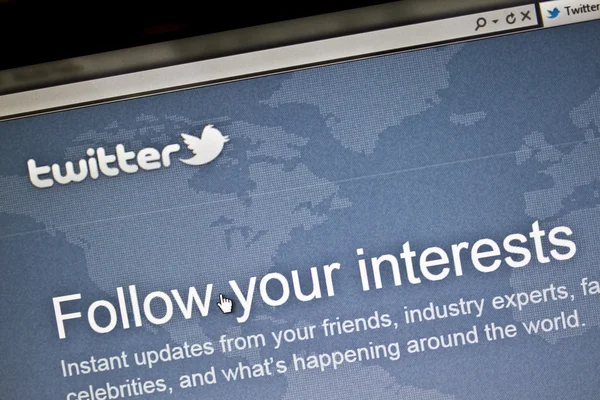 Twitter
twitter
Follow your interests
Instant updates from your friends, industry experts, fa
celebrities, and what's happening around the world.